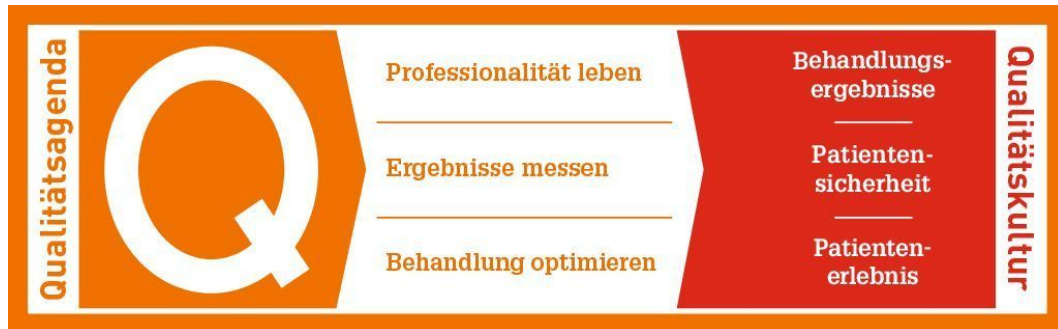 Qualitätsagenda
Q
Professionalität leben
Ergebnisse messen
Behandlung optimieren
Behandlungs-
ergebnisse
Patienten-
sicherheit
Patienten-
erlebnis
Qualitätskultur